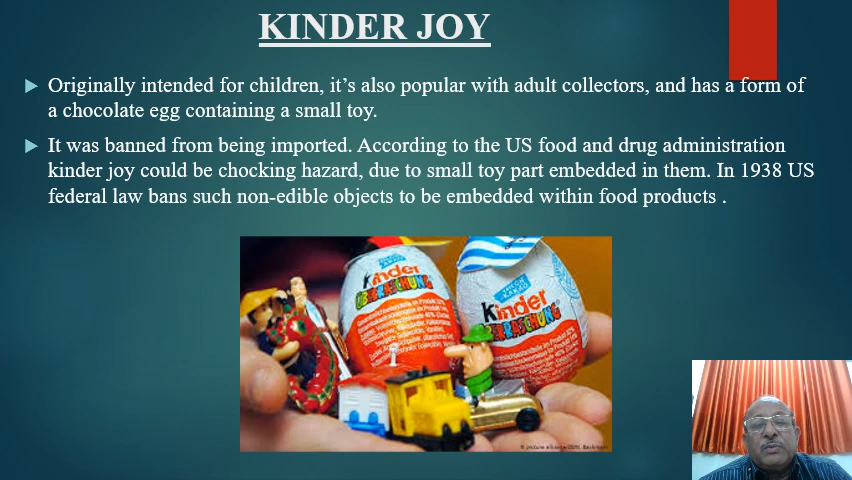 KINDER JOY
Originally intended for children, it's also popular with adult collectors, and has a form of
a chocolate egg containing a small toy.
It was banned from being imported. According to the US food and drug administration
kinder joy could be chocking hazard, due to small toy part embedded in them. In 1938 US
federal law bans such non-edible objects to be embedded within food products .
kinder
ÜBERRASCHUNG
kinder
ÜBERRASCHUNG